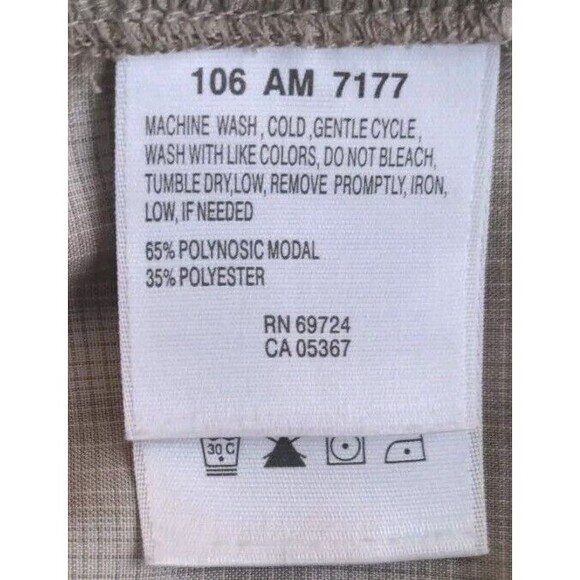 106 AM 7177
MACHINE WASH, COLD, GENTLE CYCLE,
WASH WITH LIKE COLORS, DO NOT BLEACH,
TUMBLE DRY, LOW, REMOVE PROMPTLY, IRON,
LOW, IF NEEDED
65% POLYNOSIC MODAL
35% POLYESTER
RN 69724
CA 05367
30 C